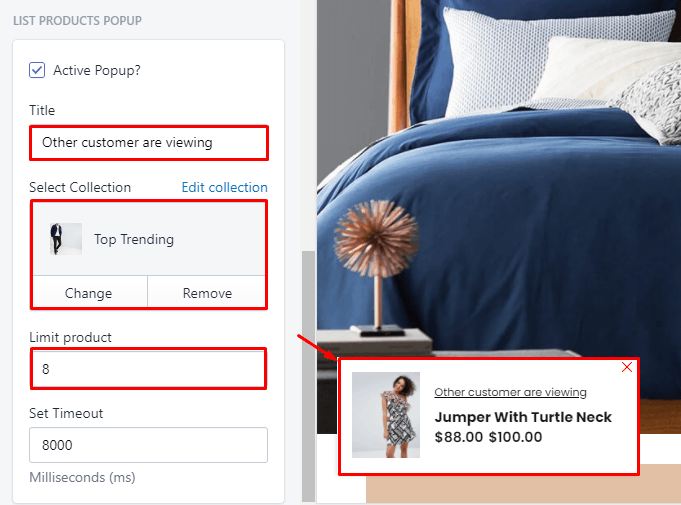 LIST PRODUCTS POPUP
Active Popup?
Title
Other customer are viewing
Select Collection Edit collection
Top Trending
Change Remove
Limit product
8
Set Timeout
8000
Milliseconds (ms)
Other customer are viewing
Jumper With Turtle Neck
$88.00 $100.00